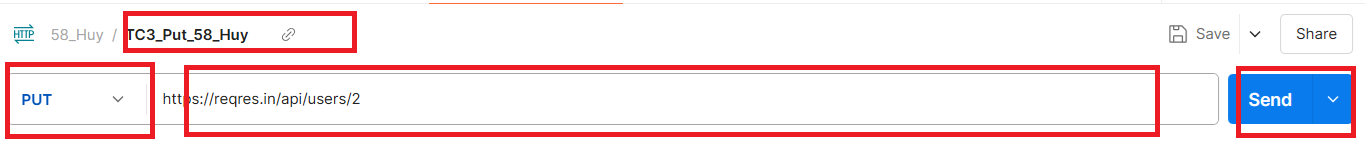 HTTP 58_Huy / TC3_Put_58_Huy Save Share
PUT https://reqres.in/api/users/2 Send